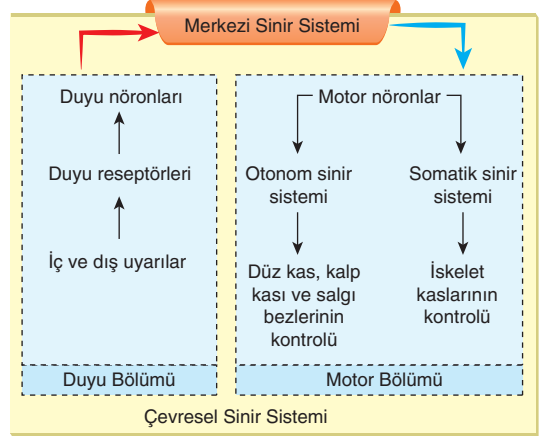 Merkezi Sinir Sistemi
Duyu nöronları
Duyu reseptörleri
İç ve dış uyarılar
Duyu Bölümü
Motor nöronlar
Otonom sinir
sistemi
Düz kas, kalp
kası ve salgı
bezlerinin
kontrolü
Somatik sinir
sistemi
İskelet
kaslarının
kontrolü
Motor Bölümü
Çevresel Sinir Sistemi